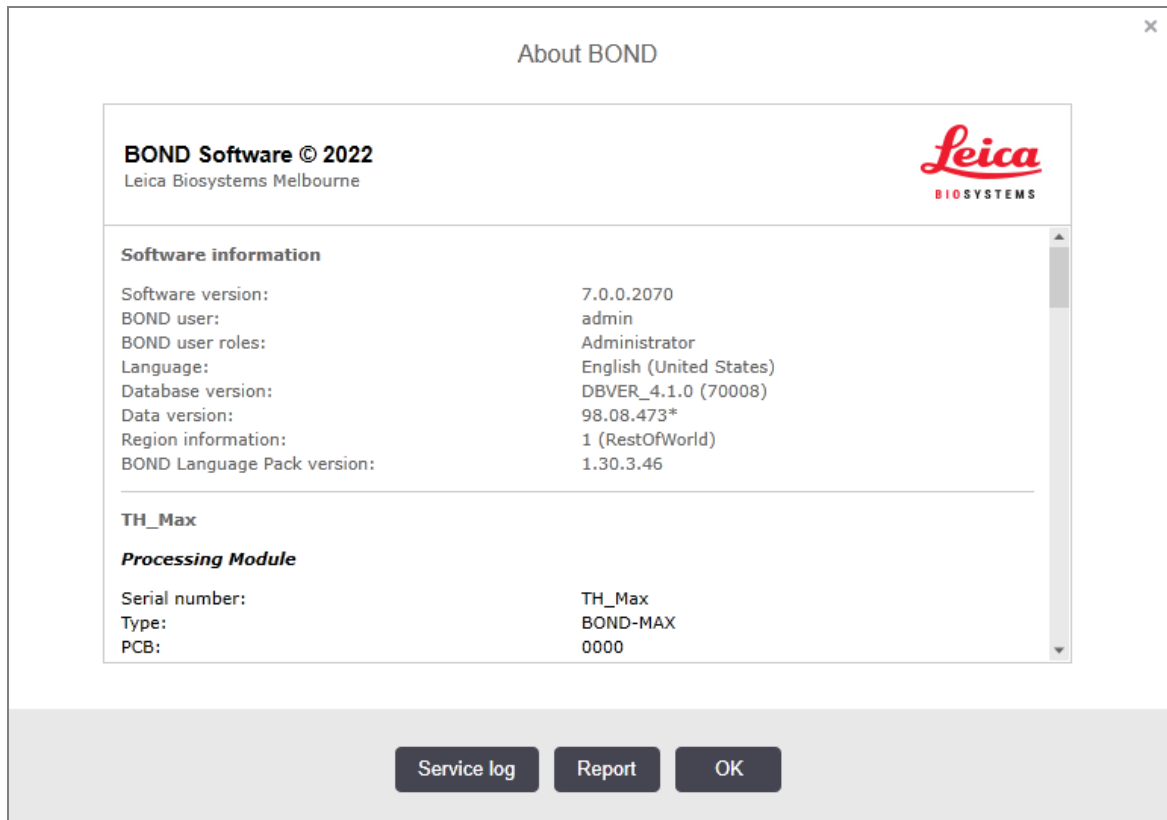 ×
About BOND
BOND Software © 2022
Leica Biosystems Melbourne
Leica
BIOSYSTEMS
Software information
Software version: 7.0.0.2070
BOND user: admin
BOND user roles: Administrator
Language: English (United States)
Database version: DBVER_4.1.0 (70008)
Data version: 98.08.473*
Region information: 1 (RestOfWorld)
BOND Language Pack version: 1.30.3.46
TH_Max
Processing Module
Serial number: TH_Max
Type: BOND-MAX
PCB: 0000
Service log Report OK